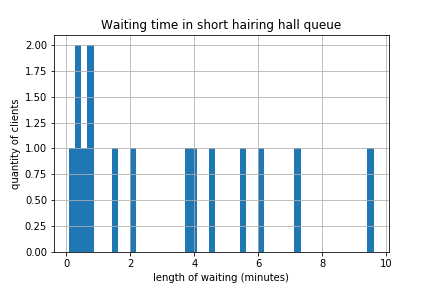 Waiting time in short hairing hall queue
quantity of clients
2.00
1.75
1.50
1.25
1.00
0.75
0.50
0.25
0.00
0 2 4 6 8 10
length of waiting (minutes)